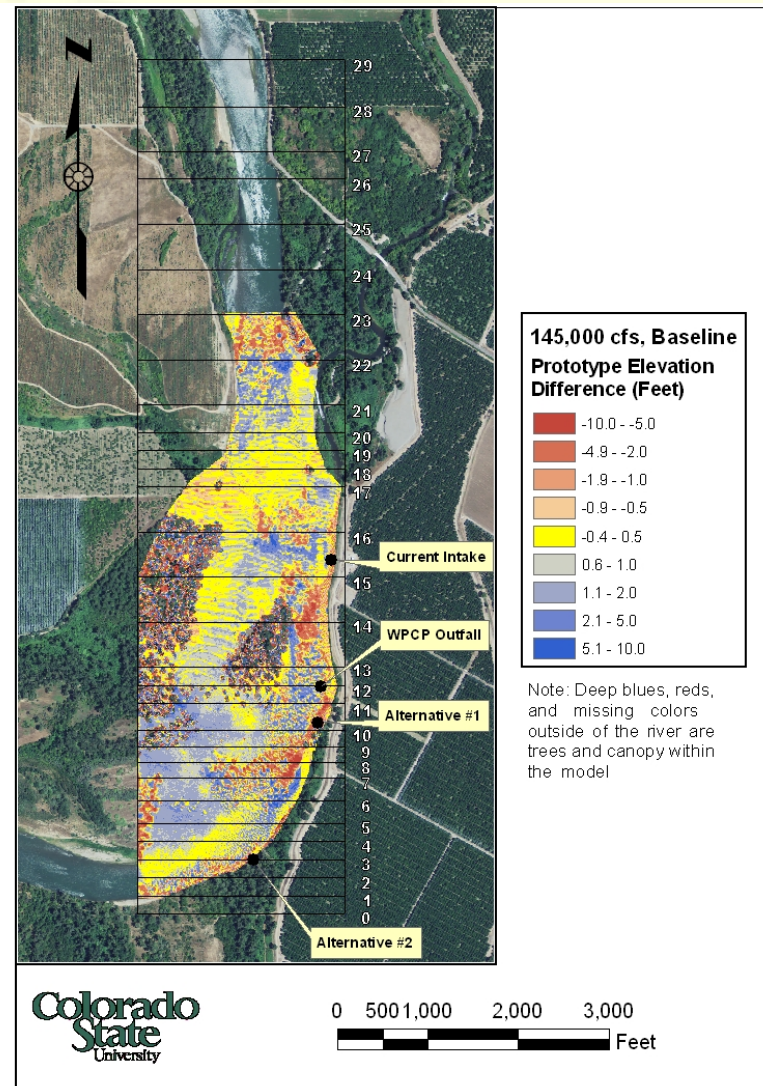 N
29
28
27
26
25
24
23
22
21
20
19
18
17
16
15
14
13
12
11
10
9
8
7
6
5
4
3
2
1
0
Current Intake
WPCP Outfall
Alternative #1
Alternative #2
145,000 cfs, Baseline
Prototype Elevation
Difference (Feet)
-10.0 - -5.0
-4.9 - -2.0
-1.9 - -1.0
-0.9 - -0.5
-0.4 - 0.5
0.6 - 1.0
1.1 - 2.0
2.1 - 5.0
5.1 - 10.0
Note: Deep blues, reds,
and missing colors
outside of the river are
trees and canopy within
the model
Colorado
State
University
0 500 1,000 2,000 3,000
Feet